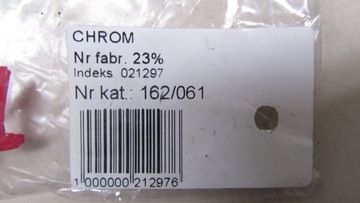 CHROM
Nr fabr. 23%
Indeks 021297
Nr kat.: 162/061
1 000000 212976